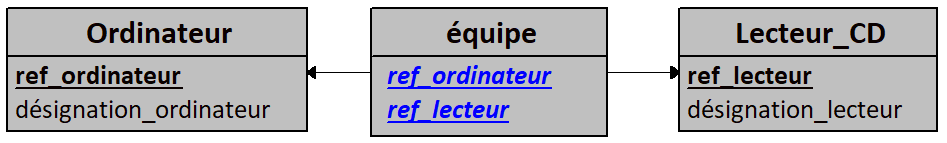 Ordinateur
ref_ordinateur
désignation_ordinateur
équipe
ref_ordinateur
ref_lecteur
Lecteur_CD
ref_lecteur
désignation_lecteur